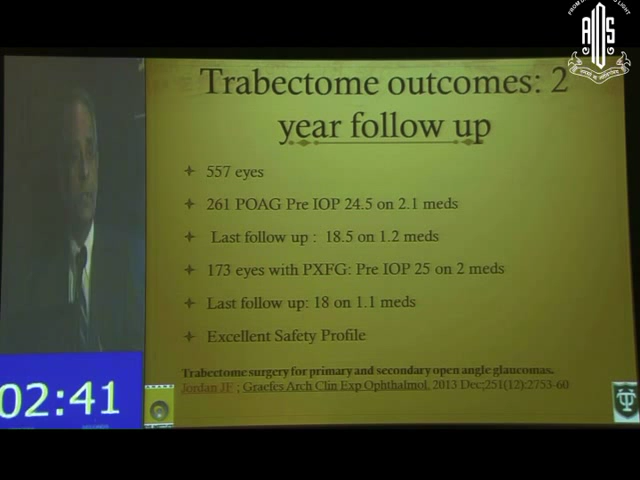 AIOS
Trabectome outcomes: 2
year follow up
557 eyes
261 POAG Pre IOP 24.5 on 2.1 meds
Last follow up : 18.5 on 1.2 meds
173 eyes with PXFG: Pre IOP 25 on 2 meds
Last follow up: 18 on 1.1 meds
Excellent Safety Profile
Trabectome surgery for primary and secondary open angle glaucomas.
Jordan JF ; Graefes Arch Clin Exp Ophthalmol. 2013 Dec;251(12):2753-60
02:41